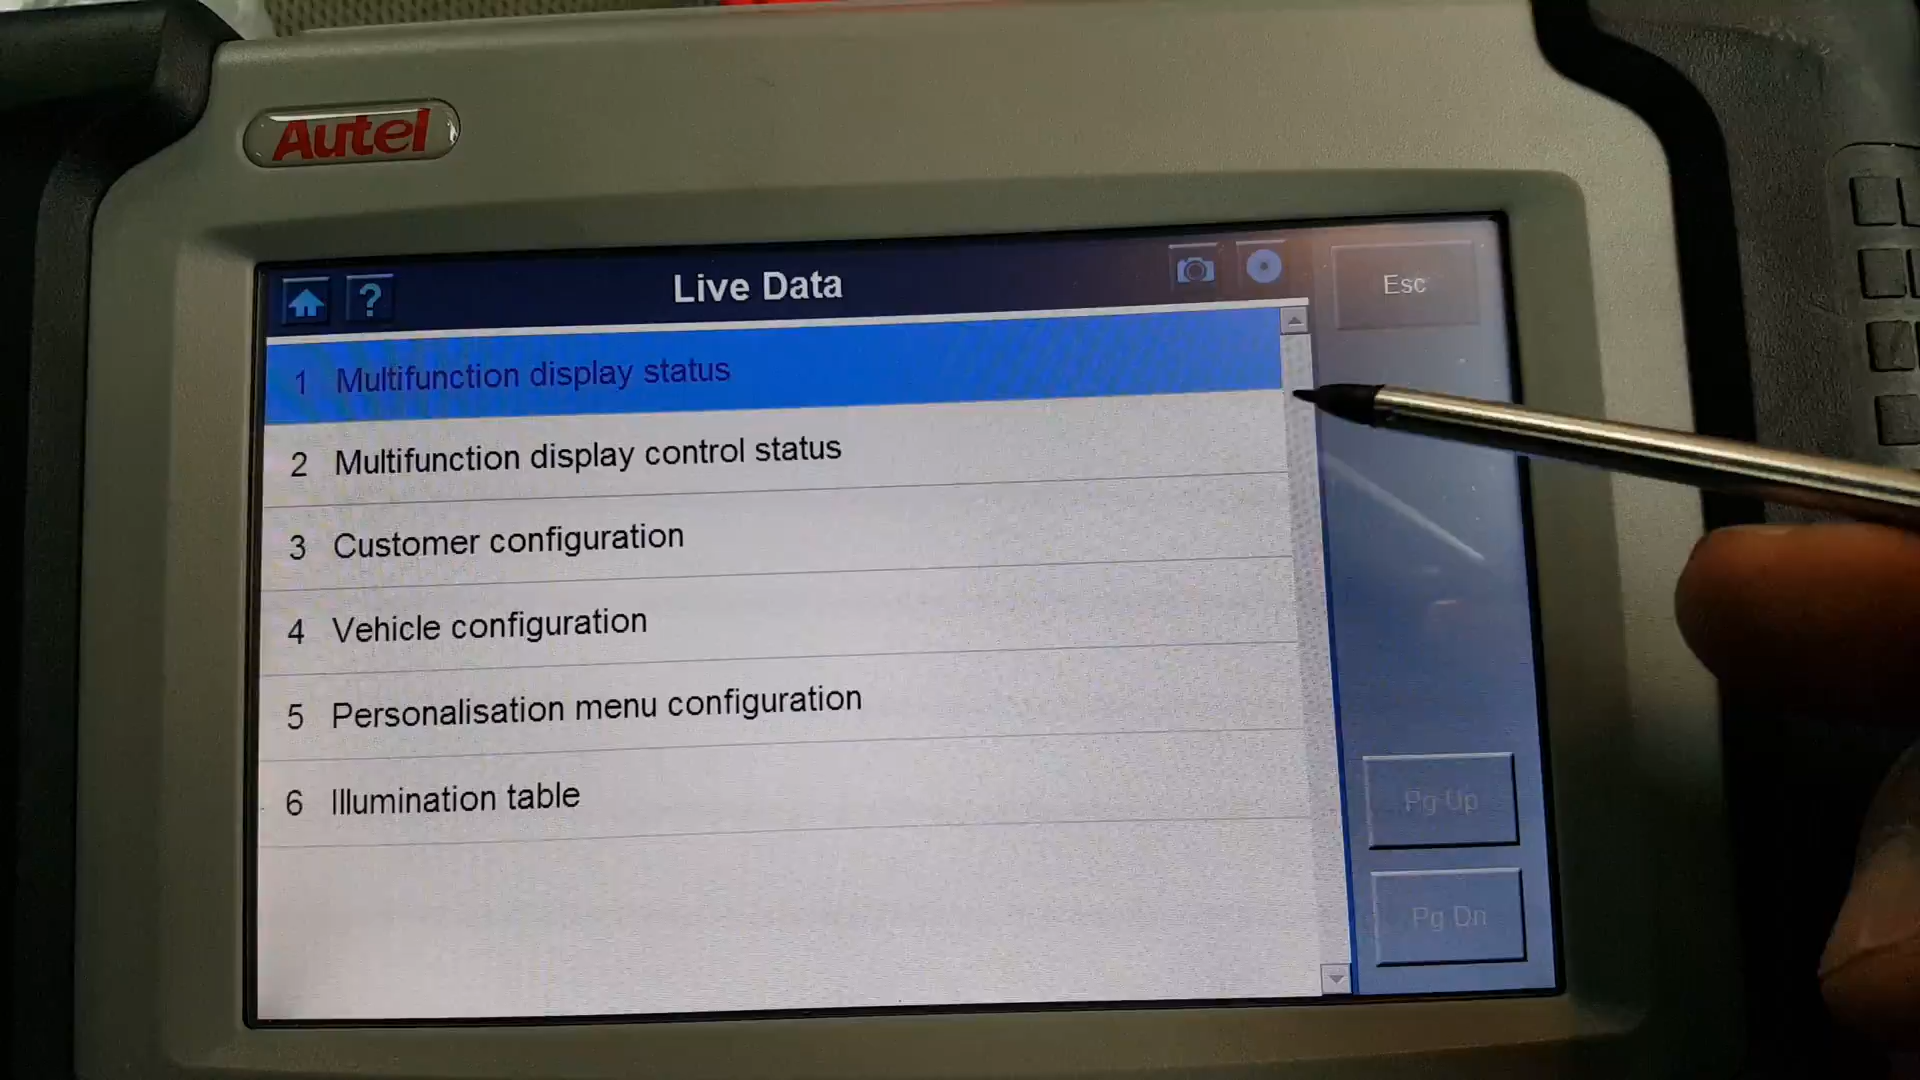 Autel
Live Data
Esc
1 Multifunction display status
2 Multifunction display control status
3 Customer configuration
4 Vehicle configuration
5 Personalisation menu configuration
6 Illumination table
Pg Up
Pg Dn